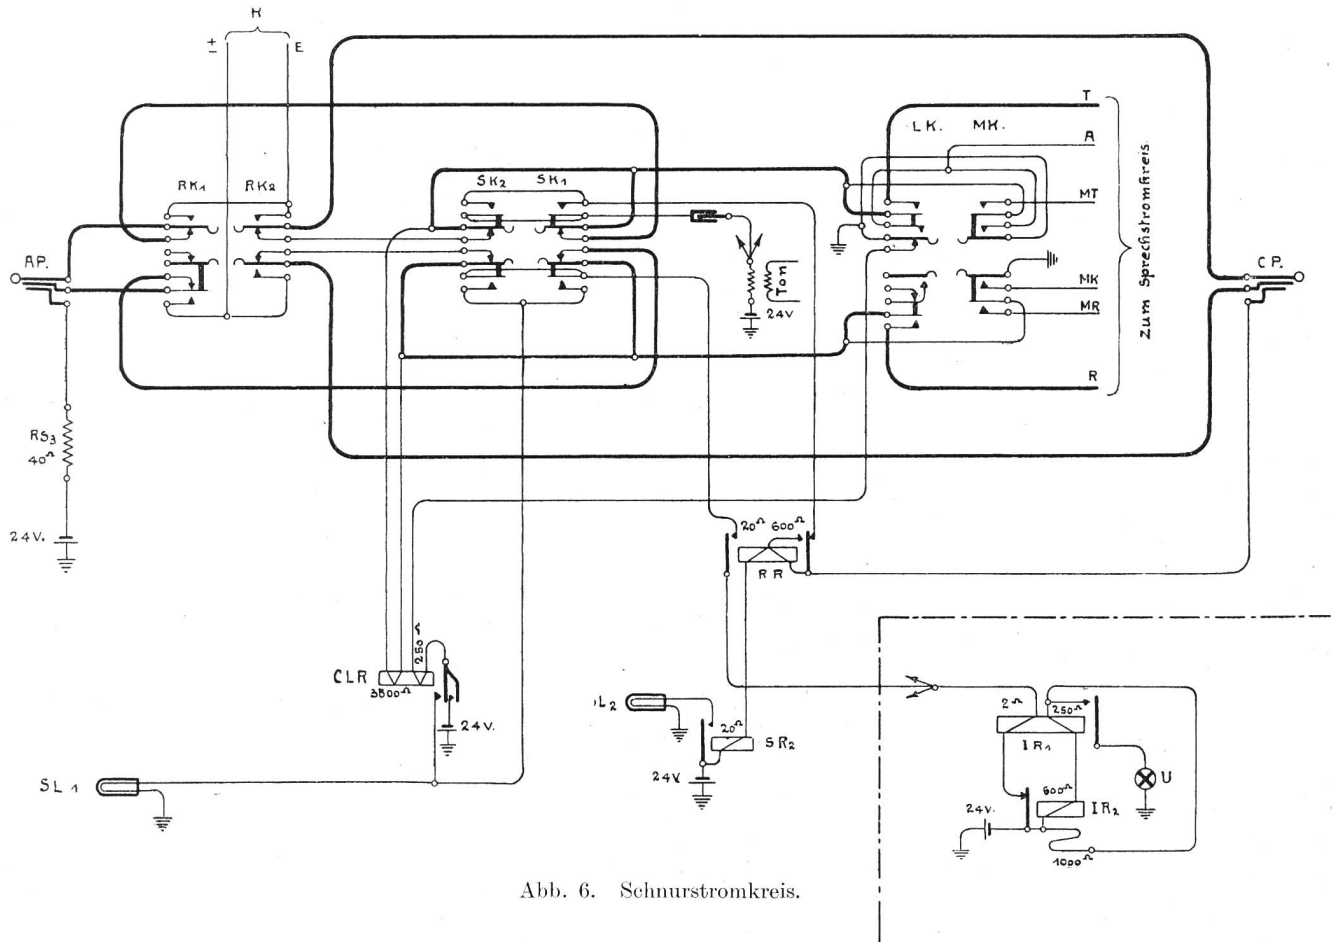 K
±
E
T
LK. MK.
A
RK1
RK2
SK2
SK1
MT
AP.
Ton
24V
CP.
MK
MR
R
Zum Sprechstromkreis.
RS3
40Ω
24V.
20Ω
600Ω
RR
250Ω
CLR
3800Ω
24V.
L2
20Ω
SR2
24V
SL1
2Ω
250Ω
IR1
U
600Ω
IR2
24V.
1000Ω
Abb. 6. Schnurstromkreis.